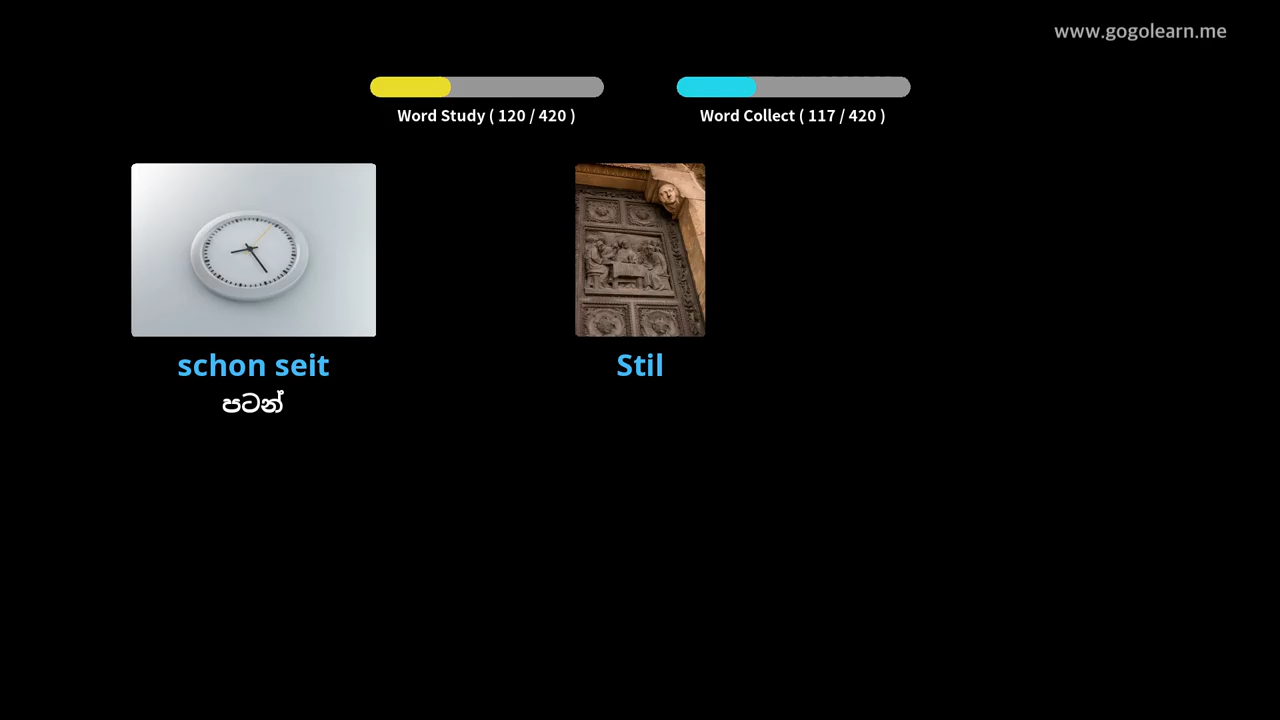 www.gogolearn.me
Word Study ( 120 / 420 )
Word Collect ( 117 / 420 )
schon seit
පටන්
Stil